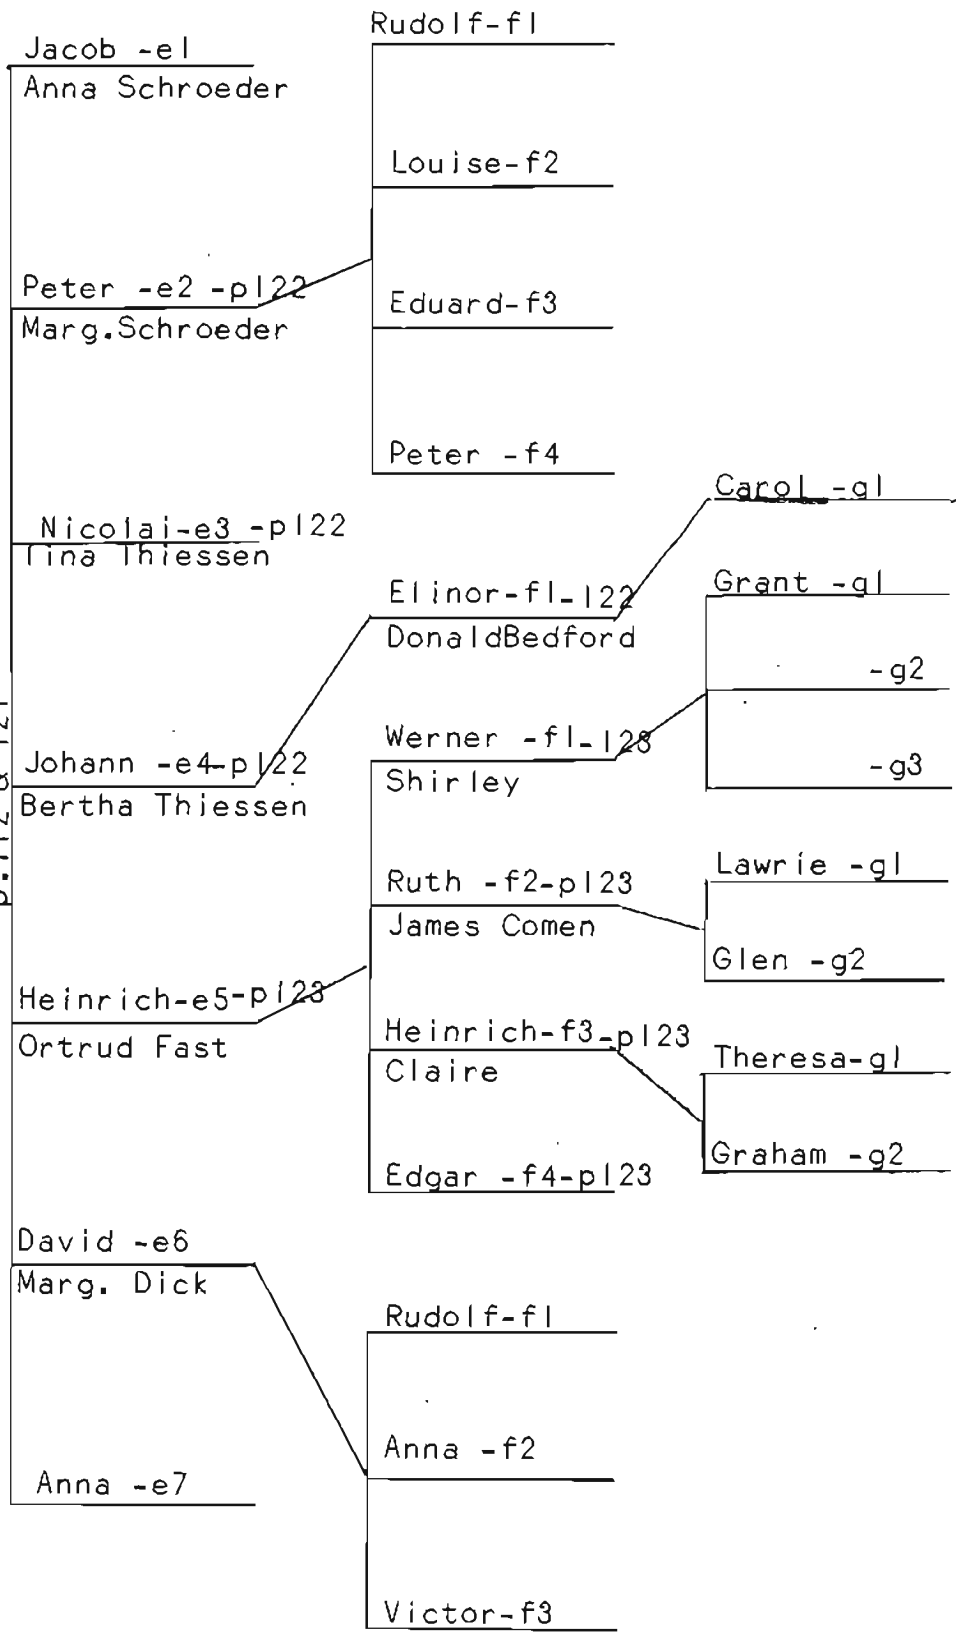 Jacob -e1
Anna Schroeder
Peter -e2 -p122
Marg.Schroeder
Nicolai-e3 -p122
Tina Thiessen
Johann -e4-p122
Bertha Thiessen
Heinrich-e5-p123
Ortrud Fast
David -e6
Marg. Dick
Anna -e7
Rudolf-f1
Louise-f2
Eduard-f3
Peter -f4
Elinor-f1-122
DonaldBedford
Werner -f1-123
Shirley
Ruth -f2-p123
James Comen
Heinrich-f3-p123
Claire
Edgar -f4-p123
Rudolf-f1
Anna -f2
Victor-f3
Carol -g1
Grant -g1
-g2
-g3
Lawrie -g1
Glen -g2
Theresa-g1
Graham -g2